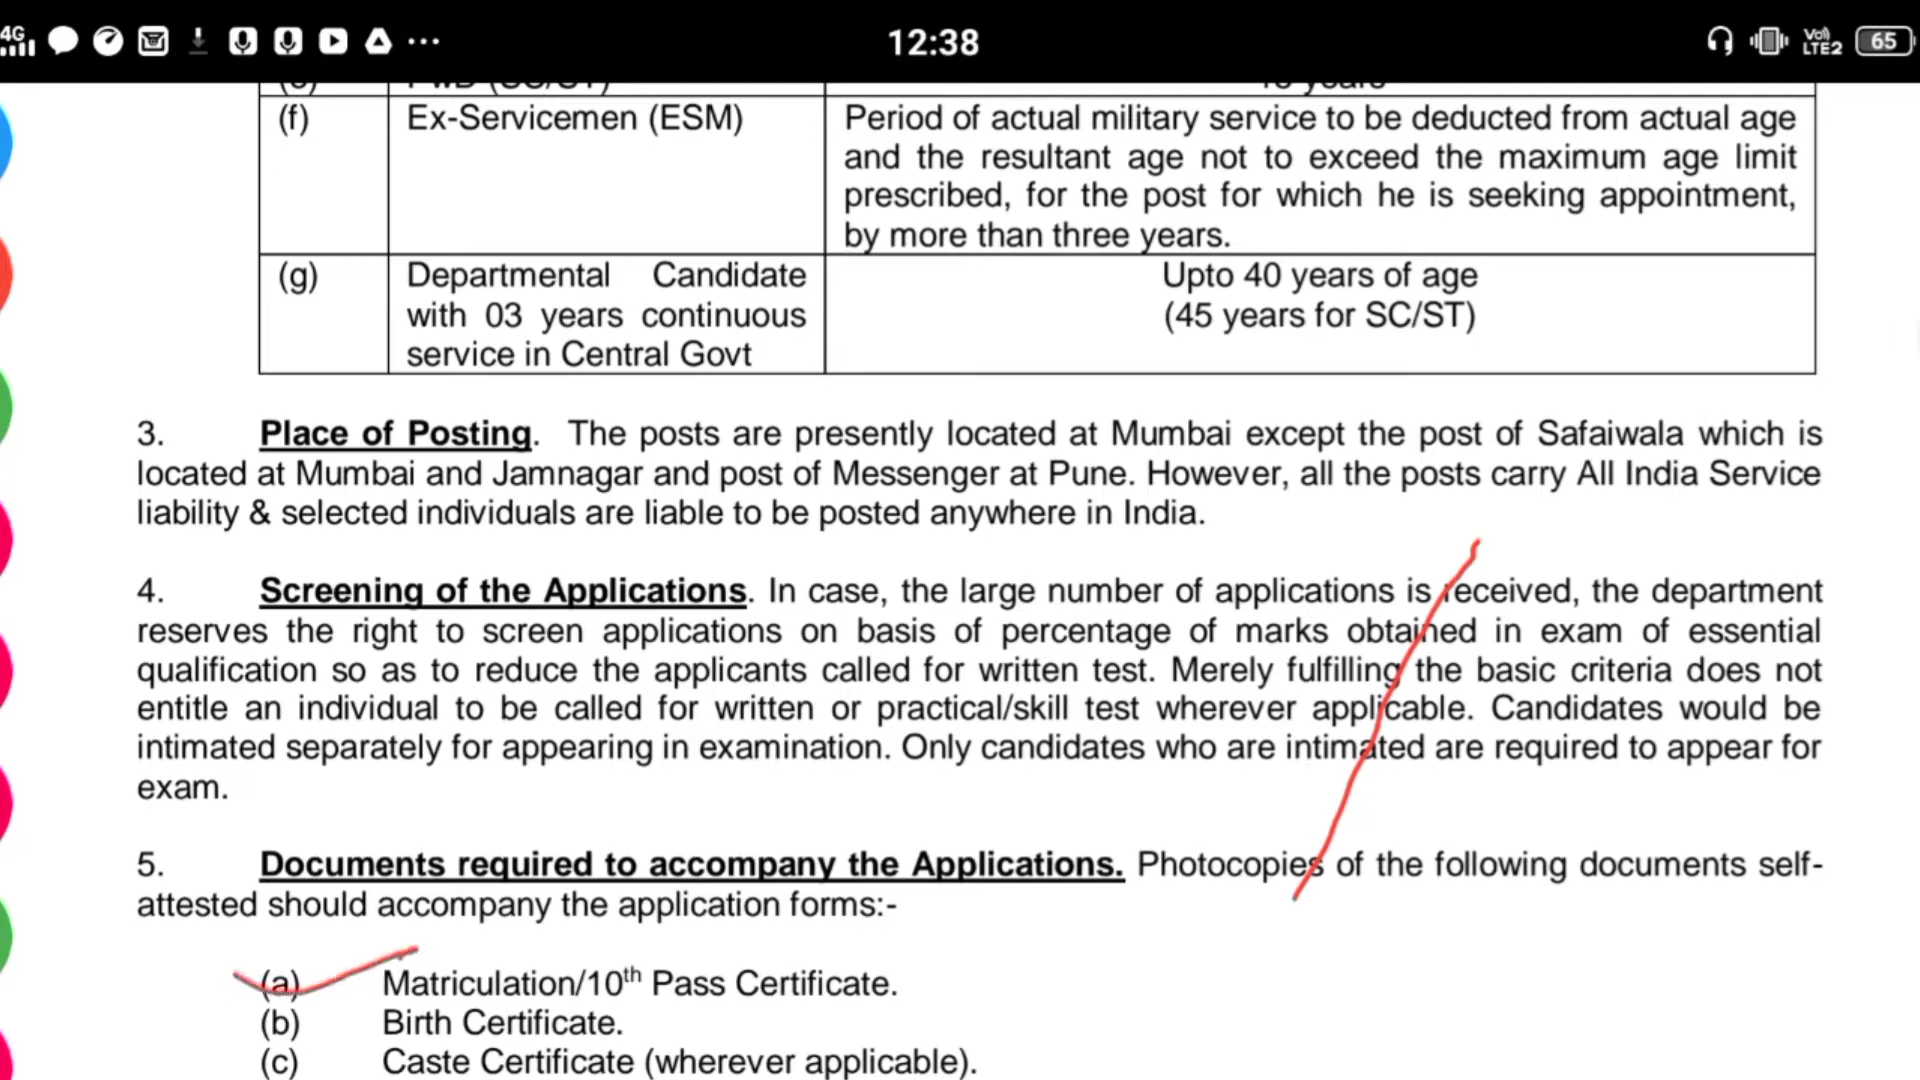 4G 12:38 Vo) LTE2 65
(f) Ex-Servicemen (ESM) Period of actual military service to be deducted from actual age
and the resultant age not to exceed the maximum age limit
prescribed, for the post for which he is seeking appointment,
by more than three years.
(g) Departmental Candidate Upto 40 years of age
with 03 years continuous (45 years for SC/ST)
service in Central Govt
3. Place of Posting. The posts are presently located at Mumbai except the post of Safaiwala which is
located at Mumbai and Jamnagar and post of Messenger at Pune. However, all the posts carry All India Service
liability & selected individuals are liable to be posted anywhere in India.
4. Screening of the Applications. In case, the large number of applications is received, the department
reserves the right to screen applications on basis of percentage of marks obtained in exam of essential
qualification so as to reduce the applicants called for written test. Merely fulfilling the basic criteria does not
entitle an individual to be called for written or practical/skill test wherever applicable. Candidates would be
intimated separately for appearing in examination. Only candidates who are intimated are required to appear for
exam.
5. Documents required to accompany the Applications. Photocopies of the following documents self-
attested should accompany the application forms:-
(a) Matriculation/10th Pass Certificate.
(b) Birth Certificate.
(c) Caste Certificate (wherever applicable).